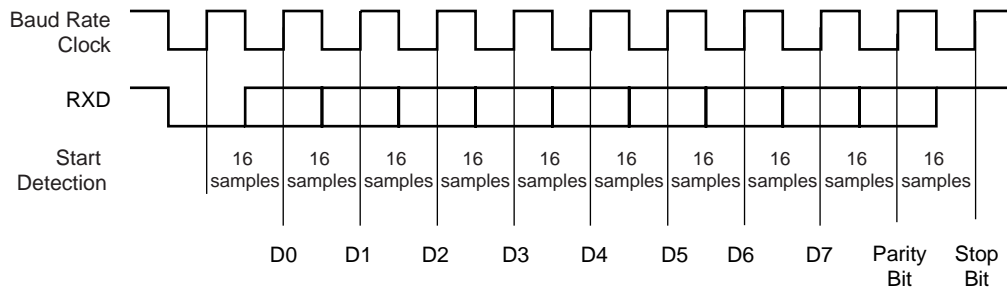 Baud Rate
Clock
RXD
Start
Detection
16 16 16 16 16 16 16 16 16 16
samples samples samples samples samples samples samples samples samples samples
D0 D1 D2 D3 D4 D5 D6 D7 Parity Stop
Bit Bit